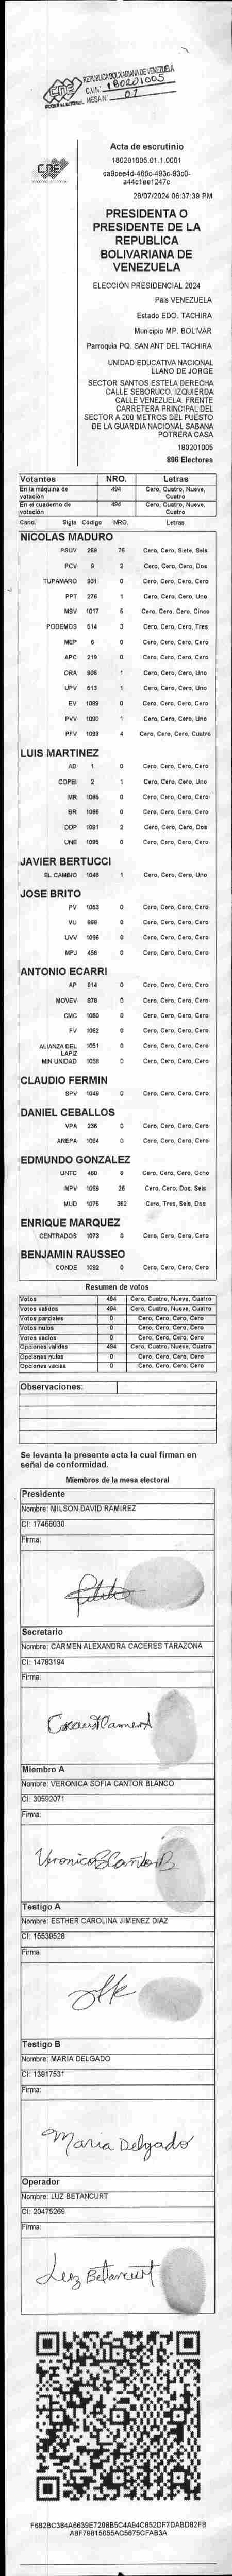 CNE
PODER ELECTORAL
REPÚBLICA BOLIVARIANA DE VENEZUELA
C.V.Nº 180201005
MESA Nº 01
CNE
Acta de escrutinio
180201005.01.1.0001
ca9cee4d-466c-493c-93c0-
a44c1ee1247c
28/07/2024 06:37:39 PM
PRESIDENTA O
PRESIDENTE DE LA
REPUBLICA
BOLIVARIANA DE
VENEZUELA
ELECCIÓN PRESIDENCIAL 2024
País VENEZUELA
Estado EDO. TACHIRA
Municipio MP. BOLIVAR
Parroquia PQ. SAN ANT DEL TACHIRA
UNIDAD EDUCATIVA NACIONAL
LLANO DE JORGE
SECTOR SANTOS ESTELA DERECHA
CALLE SEBORUCO. IZQUIERDA
CALLE VENEZUELA. FRENTE
CARRETERA PRINCIPAL DEL
SECTOR A 200 METROS DEL PUESTO
DE LA GUARDIA NACIONAL SABANA
POTRERA CASA
180201005
896 Electores
Votantes NRO. Letras
En la máquina de votación 494 Cero, Cuatro, Nueve, Cuatro
En el cuaderno de votación 494 Cero, Cuatro, Nueve, Cuatro
Cand. Sigla Código NRO. Letras
NICOLAS MADURO
PSUV 269 76 Cero, Cero, Siete, Seis
PCV 9 2 Cero, Cero, Cero, Dos
TUPAMARO 931 0 Cero, Cero, Cero, Cero
PPT 276 1 Cero, Cero, Cero, Uno
MSV 1017 5 Cero, Cero, Cero, Cinco
PODEMOS 514 3 Cero, Cero, Cero, Tres
MEP 6 0 Cero, Cero, Cero, Cero
APC 219 0 Cero, Cero, Cero, Cero
ORA 906 1 Cero, Cero, Cero, Uno
UPV 513 1 Cero, Cero, Cero, Uno
EV 1089 0 Cero, Cero, Cero, Cero
PVV 1090 1 Cero, Cero, Cero, Uno
PFV 1093 4 Cero, Cero, Cero, Cuatro
LUIS MARTINEZ
AD 1 0 Cero, Cero, Cero, Cero
COPEI 2 1 Cero, Cero, Cero, Uno
MR 1065 0 Cero, Cero, Cero, Cero
BR 1066 0 Cero, Cero, Cero, Cero
DDP 1091 2 Cero, Cero, Cero, Dos
UNE 1095 0 Cero, Cero, Cero, Cero
JAVIER BERTUCCI
EL CAMBIO 1048 1 Cero, Cero, Cero, Uno
JOSE BRITO
PV 1053 0 Cero, Cero, Cero, Cero
VU 868 0 Cero, Cero, Cero, Cero
UVV 1096 0 Cero, Cero, Cero, Cero
MPJ 458 0 Cero, Cero, Cero, Cero
ANTONIO ECARRI
AP 914 0 Cero, Cero, Cero, Cero
MOVEV 978 0 Cero, Cero, Cero, Cero
CMC 1050 0 Cero, Cero, Cero, Cero
FV 1062 0 Cero, Cero, Cero, Cero
ALIANZA DEL LAPIZ 1051 0 Cero, Cero, Cero, Cero
MIN UNIDAD 1068 0 Cero, Cero, Cero, Cero
CLAUDIO FERMIN
SPV 1049 0 Cero, Cero, Cero, Cero
DANIEL CEBALLOS
VPA 236 0 Cero, Cero, Cero, Cero
AREPA 1094 0 Cero, Cero, Cero, Cero
EDMUNDO GONZALEZ
UNTC 460 8 Cero, Cero, Cero, Ocho
MPV 1069 26 Cero, Cero, Dos, Seis
MUD 1075 362 Cero, Tres, Seis, Dos
ENRIQUE MARQUEZ
CENTRADOS 1073 0 Cero, Cero, Cero, Cero
BENJAMIN RAUSSEO
CONDE 1092 0 Cero, Cero, Cero, Cero
Resumen de votos
Votos 494 Cero, Cuatro, Nueve, Cuatro
Votos validos 494 Cero, Cuatro, Nueve, Cuatro
Votos parciales 0 Cero, Cero, Cero, Cero
Votos nulos 0 Cero, Cero, Cero, Cero
Votos vacios 0 Cero, Cero, Cero, Cero
Opciones validas 494 Cero, Cuatro, Nueve, Cuatro
Opciones nulas 0 Cero, Cero, Cero, Cero
Opciones vacias 0 Cero, Cero, Cero, Cero
Observaciones:
Se levanta la presente acta la cual firman en
señal de conformidad.
Miembros de la mesa electoral
Presidente
Nombre: MILSON DAVID RAMIREZ
CI: 17466030
Firma:
Secretario
Nombre: CARMEN ALEXANDRA CACERES TARAZONA
CI: 14783194
Firma:
Miembro A
Nombre: VERONICA SOFIA CANTOR BLANCO
CI: 30592071
Firma:
Veronica S Cantor B
Testigo A
Nombre: ESTHER CAROLINA JIMENEZ DIAZ
CI: 15539528
Firma:
Testigo B
Nombre: MARIA DELGADO
CI: 13917531
Firma:
Maria Delgado
Operador
Nombre: LUZ BETANCURT
CI: 20475269
Firma:
Luz Betancurt
F682BC384A6639E7208B5C4A94C852DF7DABD82FB
A8F79815055AC5675CFAB3A